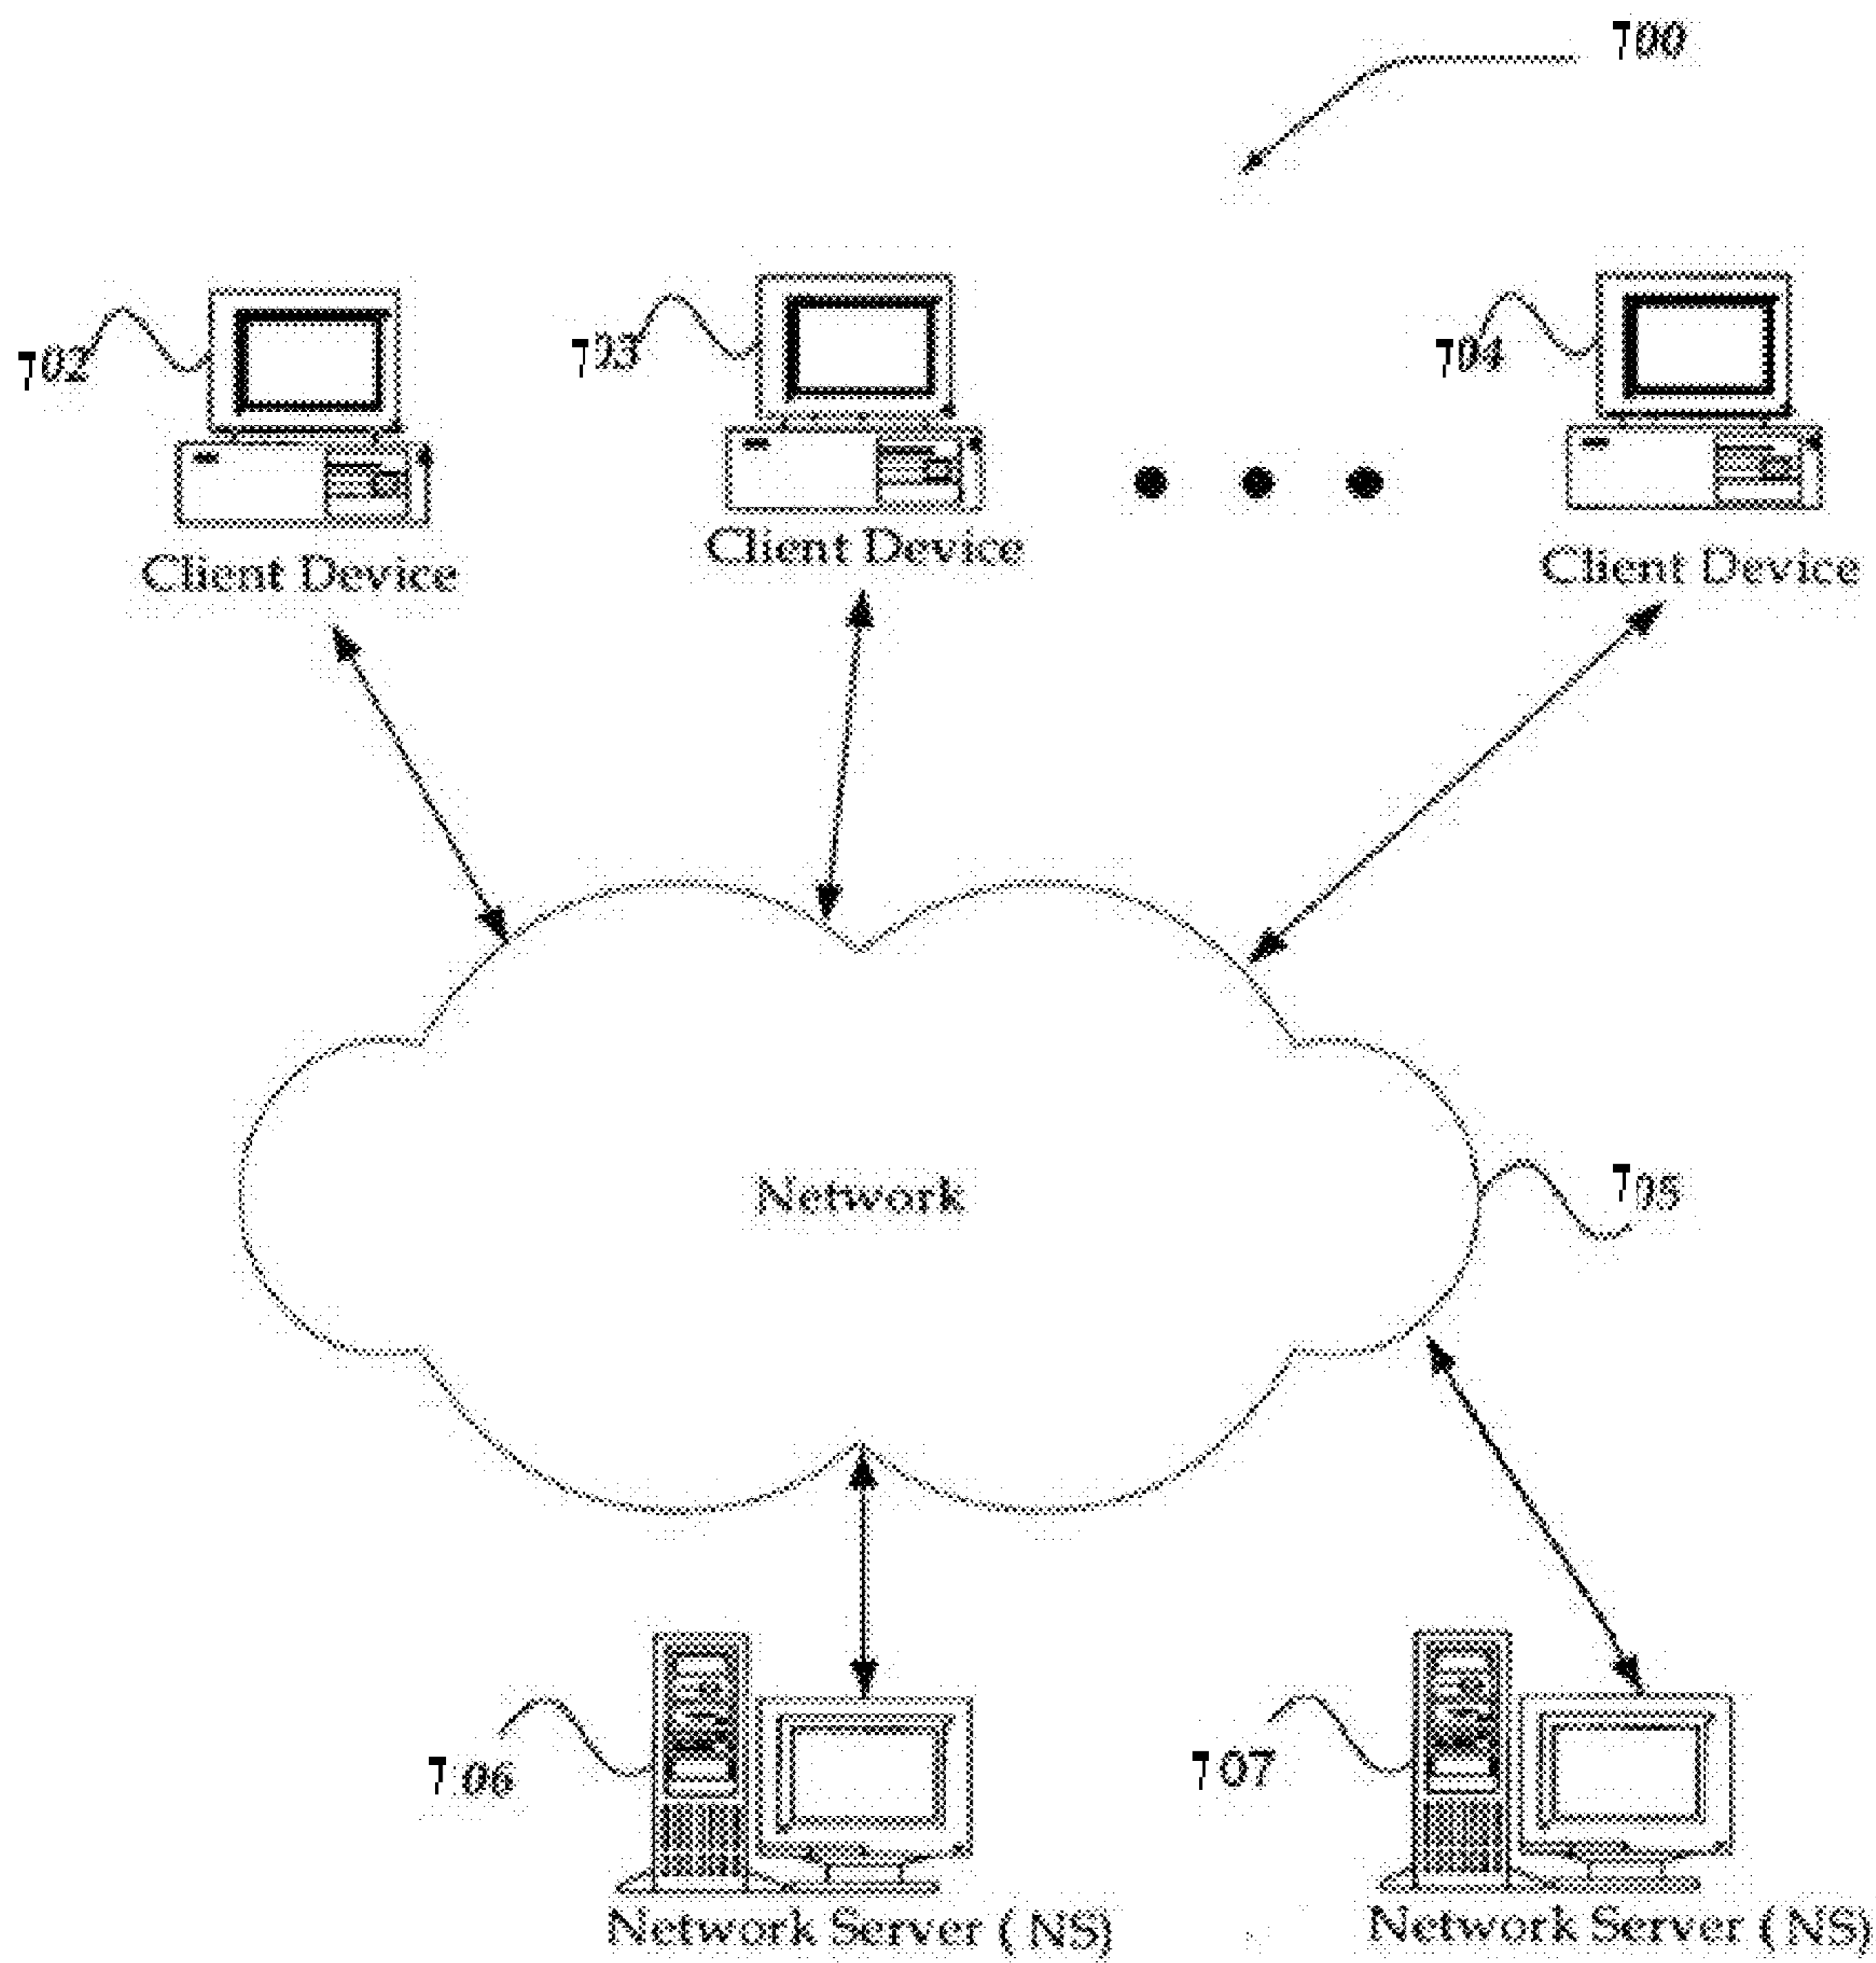 700
702
703
704
Client Device
Client Device
Client Device
Network
705
706
707
Network Server (NS)
Network Server (NS)